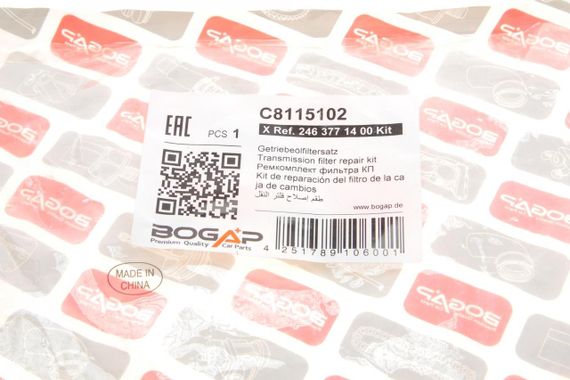 EAC
PCS 1
C8115102
X Ref. 246 377 14 00 Kit
Getriebeölfiltersatz
Transmission filter repair kit
Ремкомплект фильтра КП
Kit de reparación del filtro de la ca
ja de cambios
طقم إصلاح فلتر النقل
www.bogap.de
BOGAP
Premium Quality Car Parts
4 251789 106001
MADE IN
CHINA